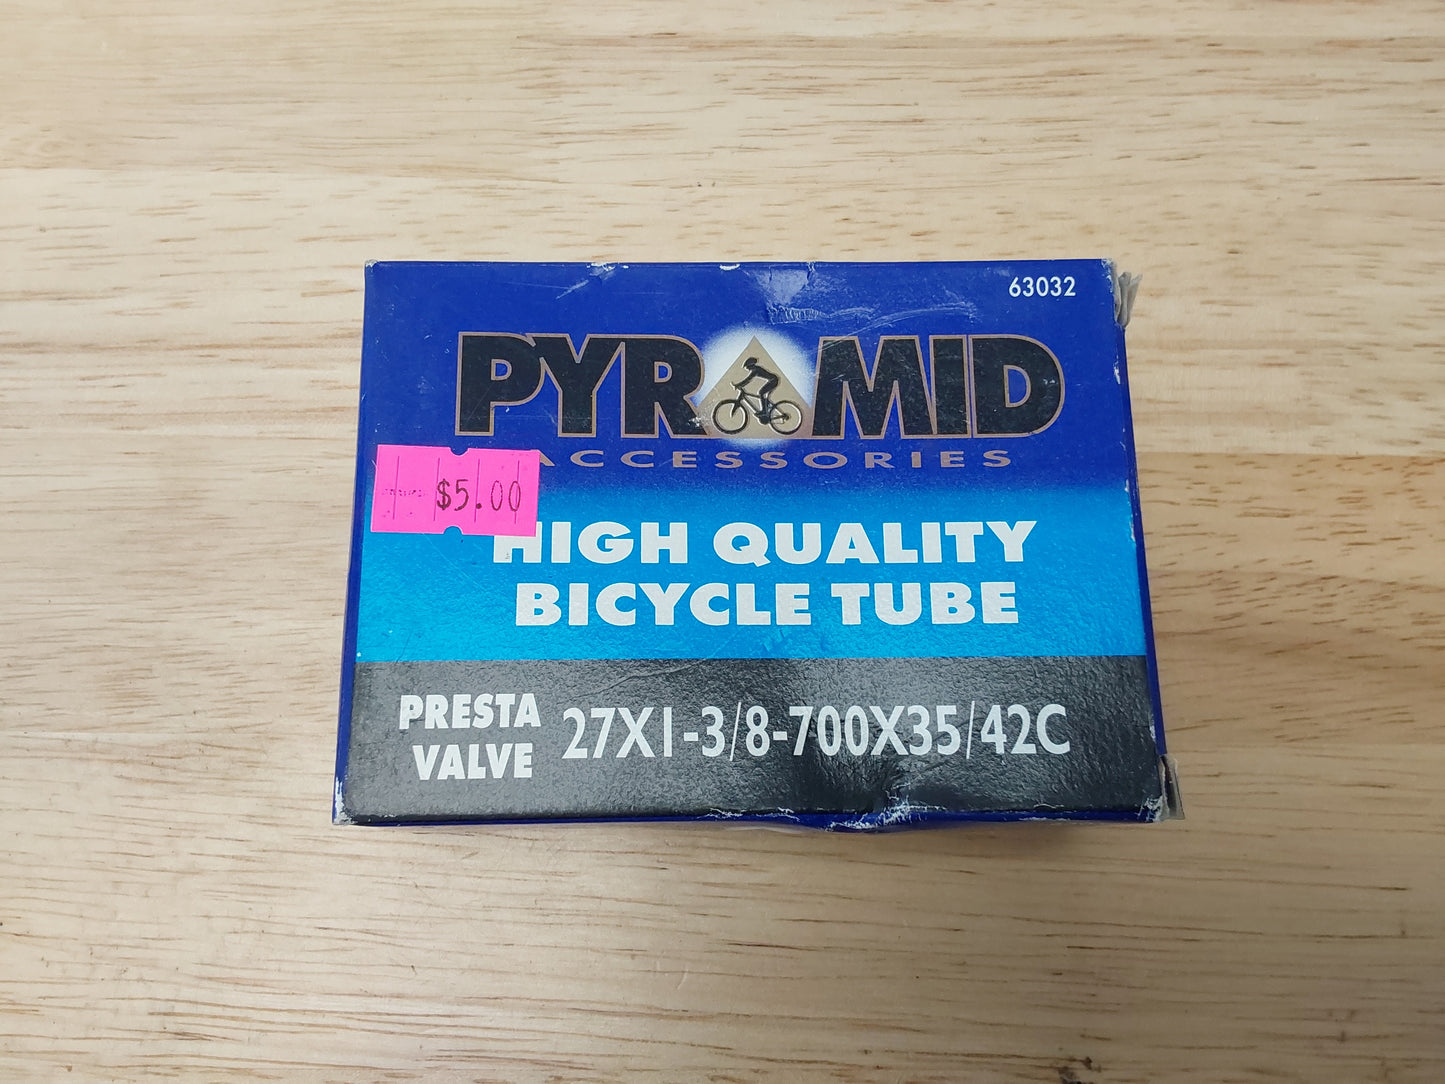 63032
PYRAMID
ACCESSORIES
$5.00
HIGH QUALITY
BICYCLE TUBE
PRESTA
VALVE
27X1-3/8-700X35/42C